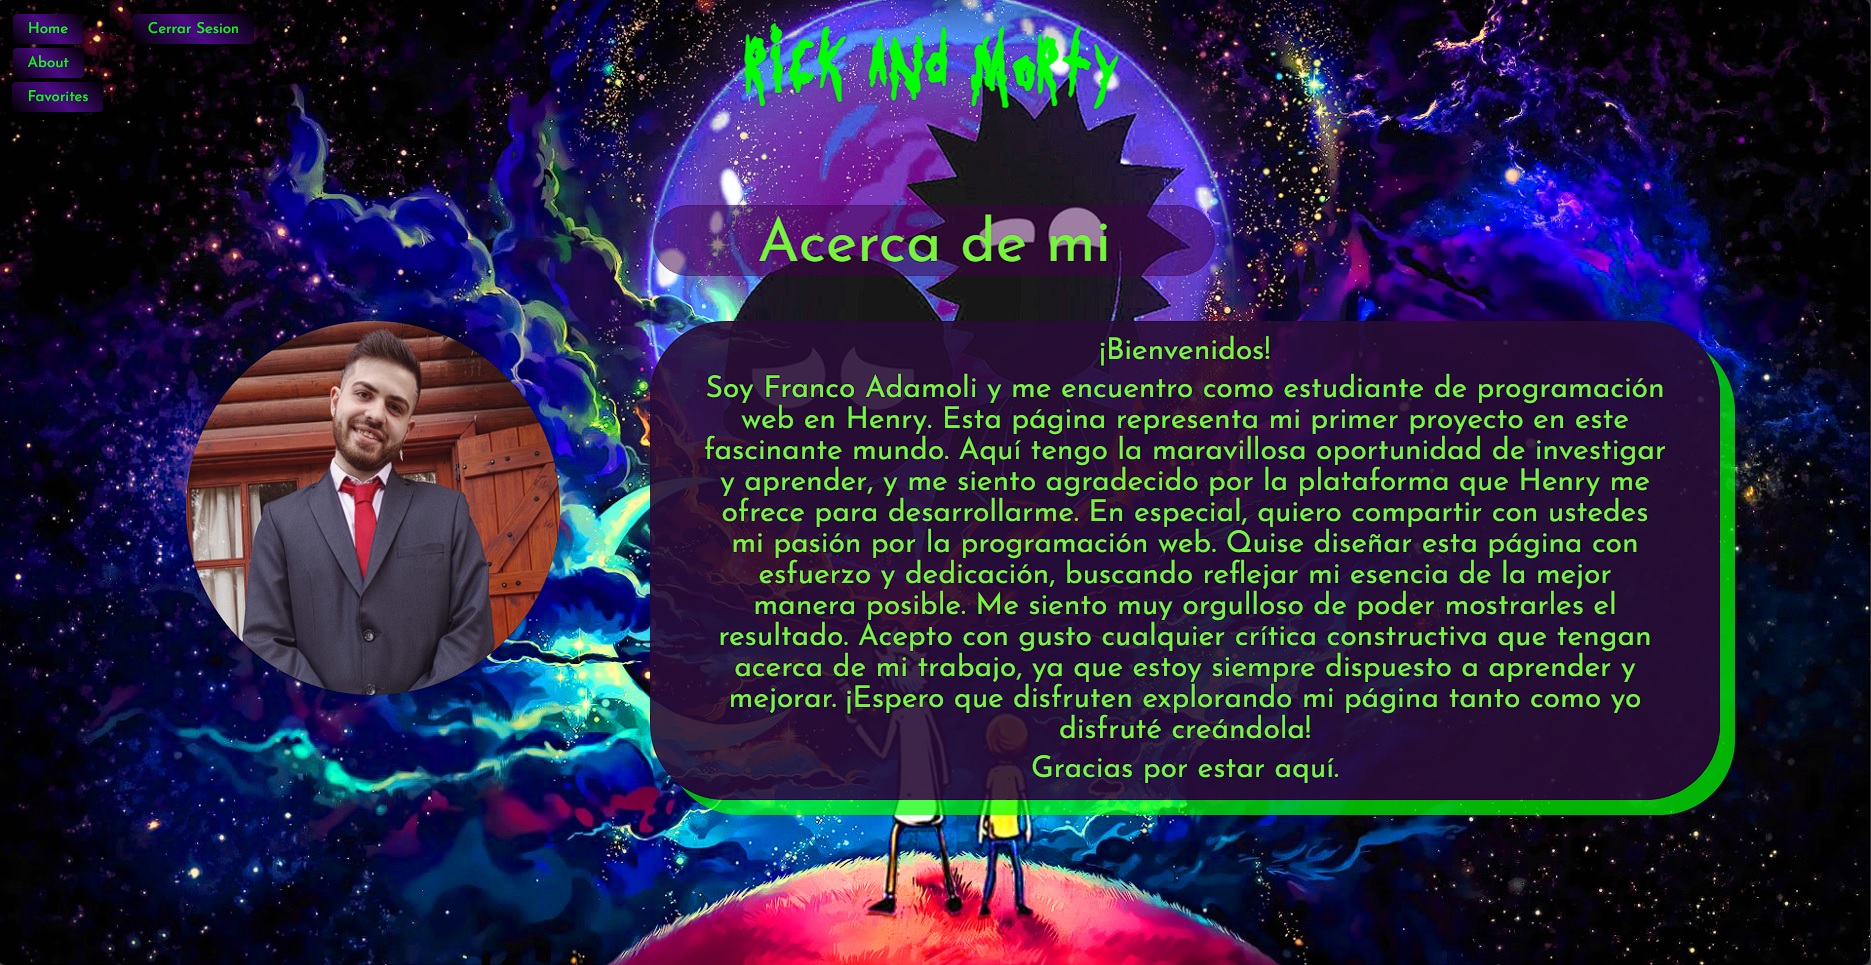 Home
Cerrar Sesion
About
Favorites
Rick AND MoRty
Acerca de mi
¡Bienvenidos!
Soy Franco Adamoli y me encuentro como estudiante de programación
web en Henry. Esta página representa mi primer proyecto en este
fascinante mundo. Aquí tengo la maravillosa oportunidad de investigar
y aprender, y me siento agradecido por la plataforma que Henry me
ofrece para desarrollarme. En especial, quiero compartir con ustedes
mi pasión por la programación web. Quise diseñar esta página con
esfuerzo y dedicación, buscando reflejar mi esencia de la mejor
manera posible. Me siento muy orgulloso de poder mostrarles el
resultado. Acepto con gusto cualquier crítica constructiva que tengan
acerca de mi trabajo, ya que estoy siempre dispuesto a aprender y
mejorar. ¡Espero que disfruten explorando mi página tanto como yo
disfruté creándola!
Gracias por estar aquí.